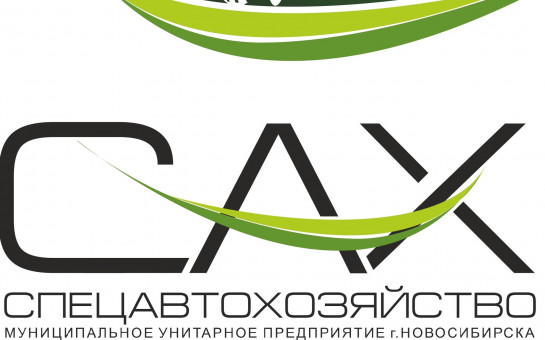 САХ
СПЕЦАВТОХОЗЯЙСТВО
МУНИЦИПАЛЬНОЕ УНИТАРНОЕ ПРЕДПРИЯТИЕ г.НОВОСИБИРСКА